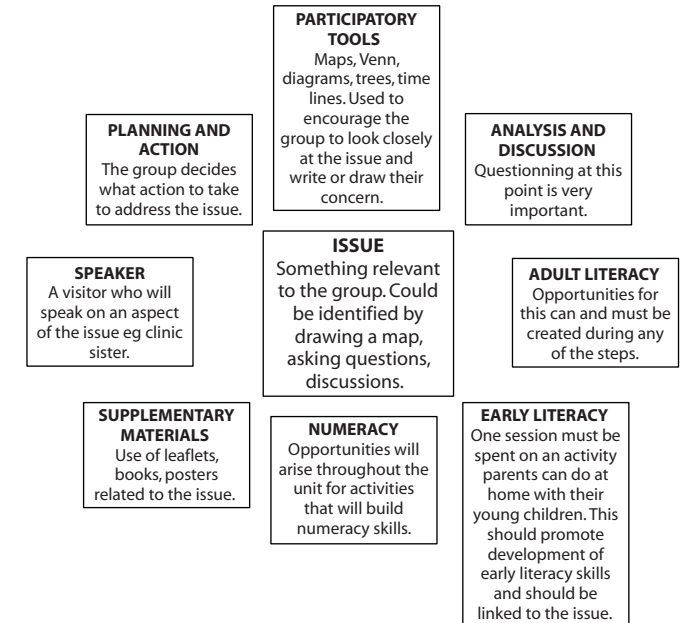 PARTICIPATORY
TOOLS
Maps, Venn,
diagrams, trees, time
lines. Used to
encourage the
group to look closely
at the issue and
write or draw their
concern.
PLANNING AND
ACTION
The group decides
what action to take
to address the issue.
ANALYSIS AND
DISCUSSION
Questionning at this
point is very
important.
ISSUE
Something relevant
to the group. Could
be identified by
drawing a map,
asking questions,
discussions.
SPEAKER
A visitor who will
speak on an aspect
of the issue eg clinic
sister.
ADULT LITERACY
Opportunities for
this can and must be
created during any
of the steps.
SUPPLEMENTARY
MATERIALS
Use of leaflets,
books, posters
related to the issue.
NUMERACY
Opportunities will
arise throughout the
unit for activities
that will build
numeracy skills.
EARLY LITERACY
One session must be
spent on an activity
parents can do at
home with their
young children. This
should promote
development of
early literacy skills
and should be
linked to the issue.